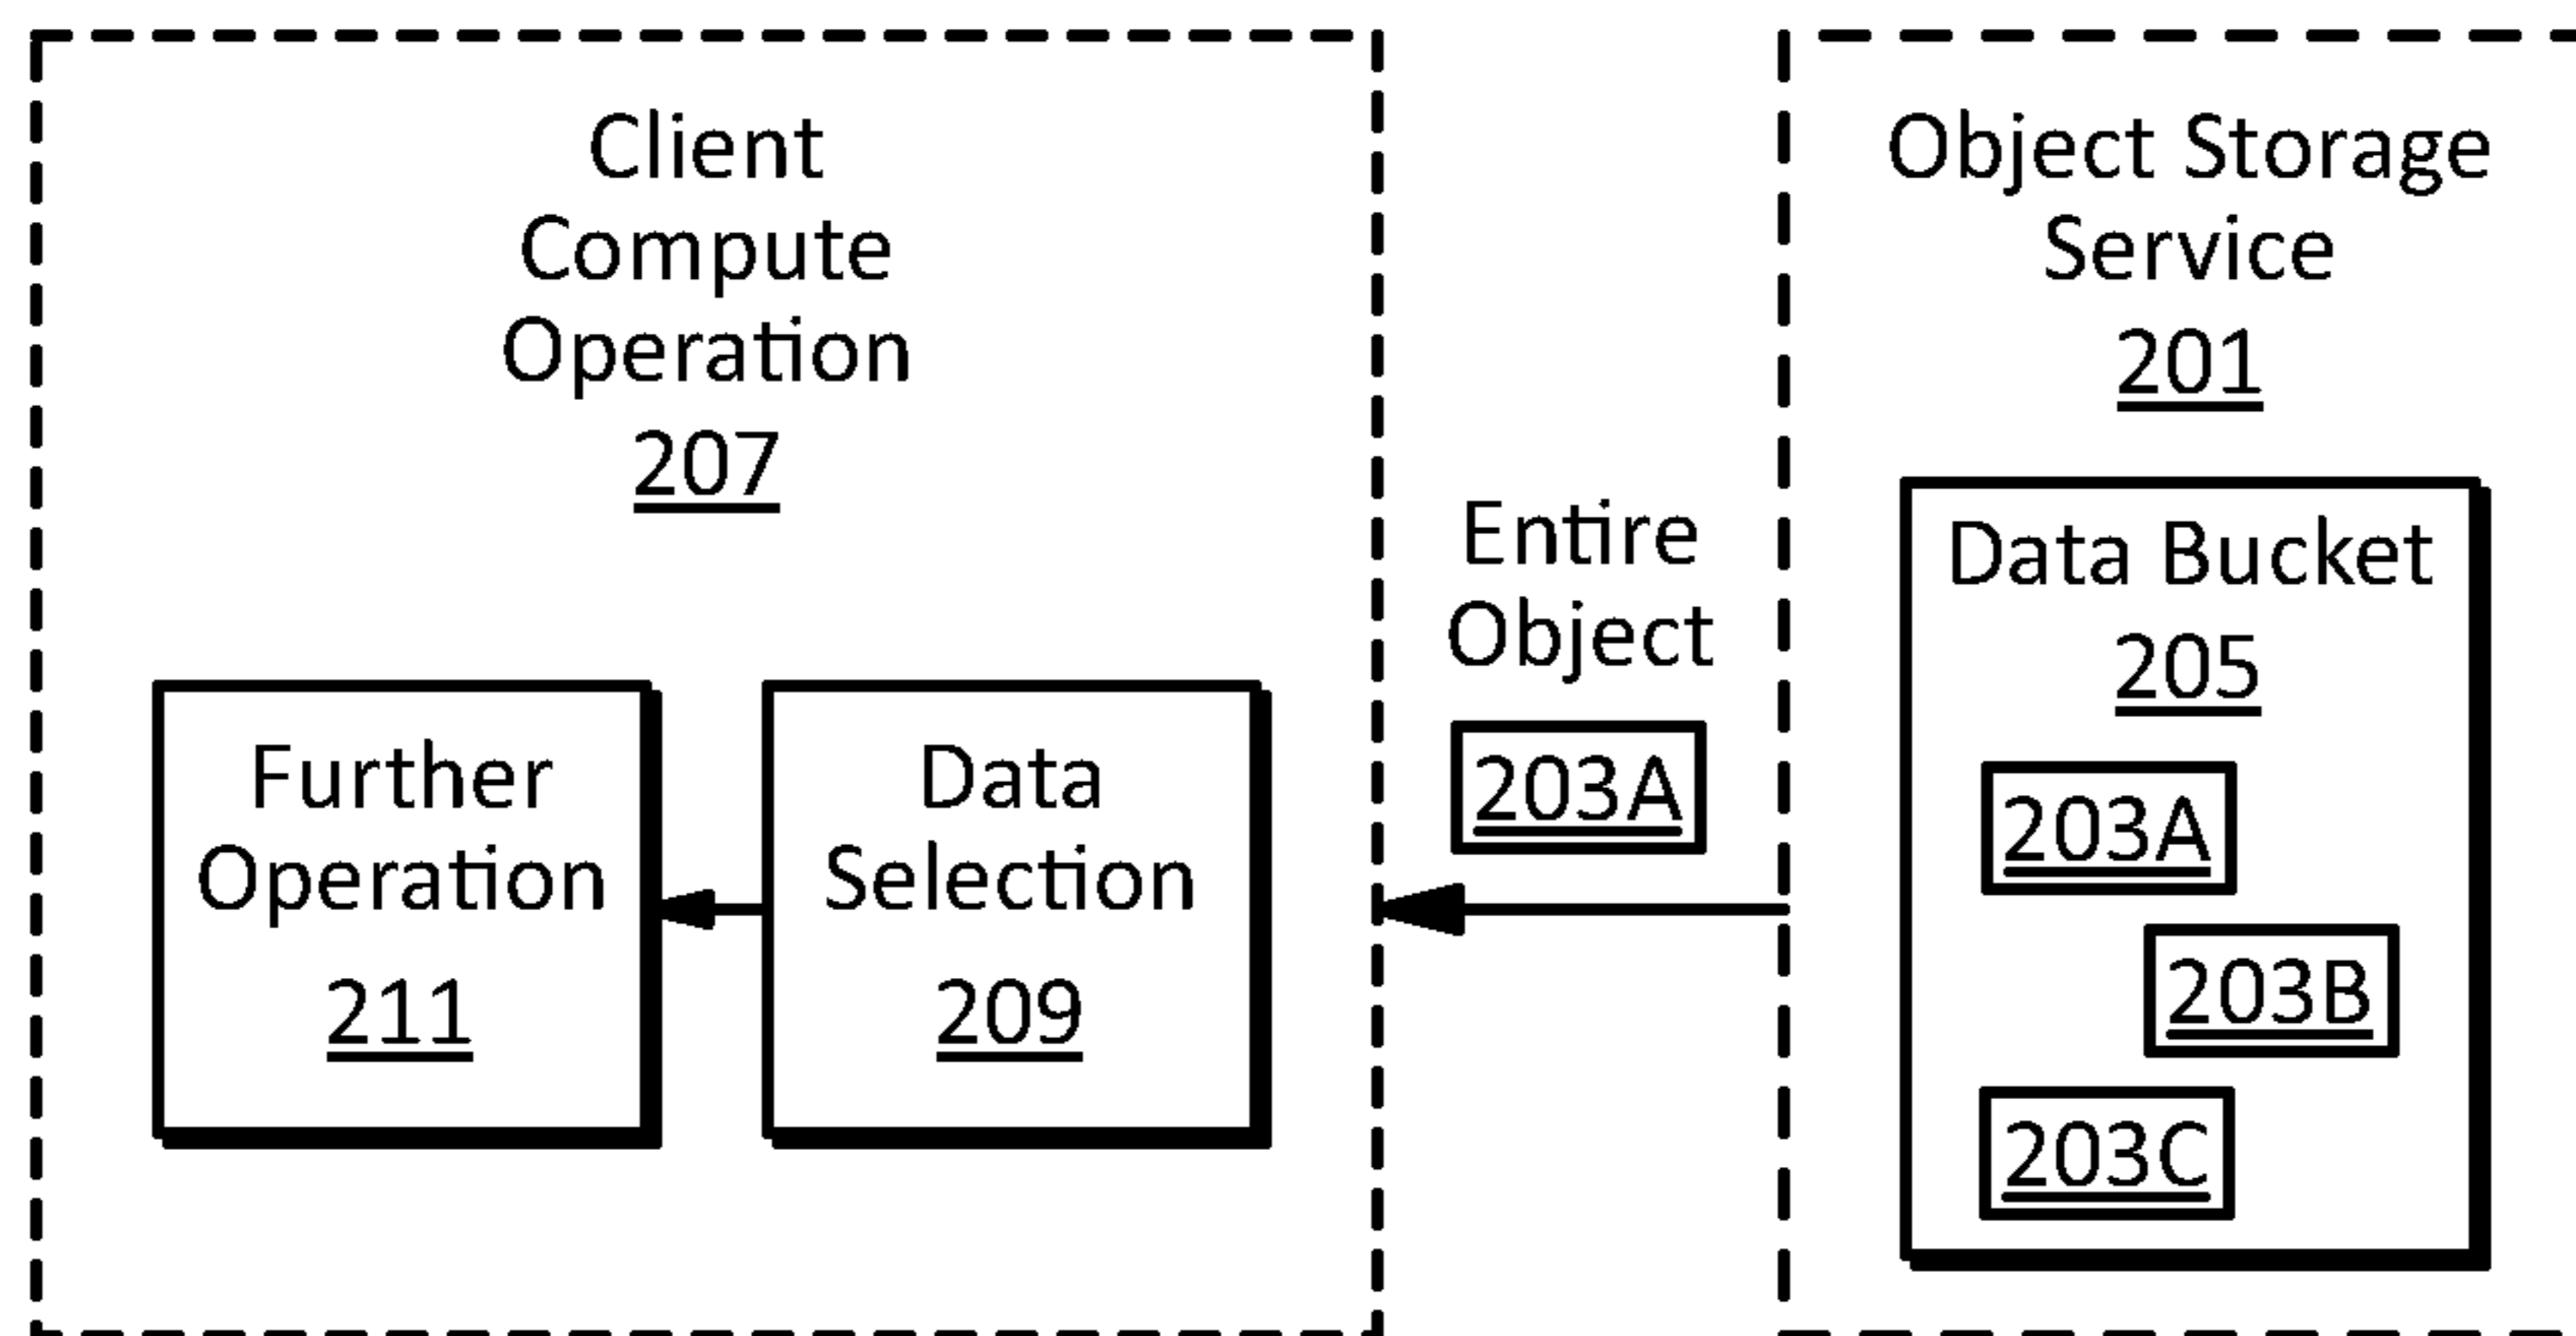 Client
Compute
Operation
207
Further
Operation
211
Data
Selection
209
Entire
Object
203A
Object Storage
Service
201
Data Bucket
205
203A
203B
203C